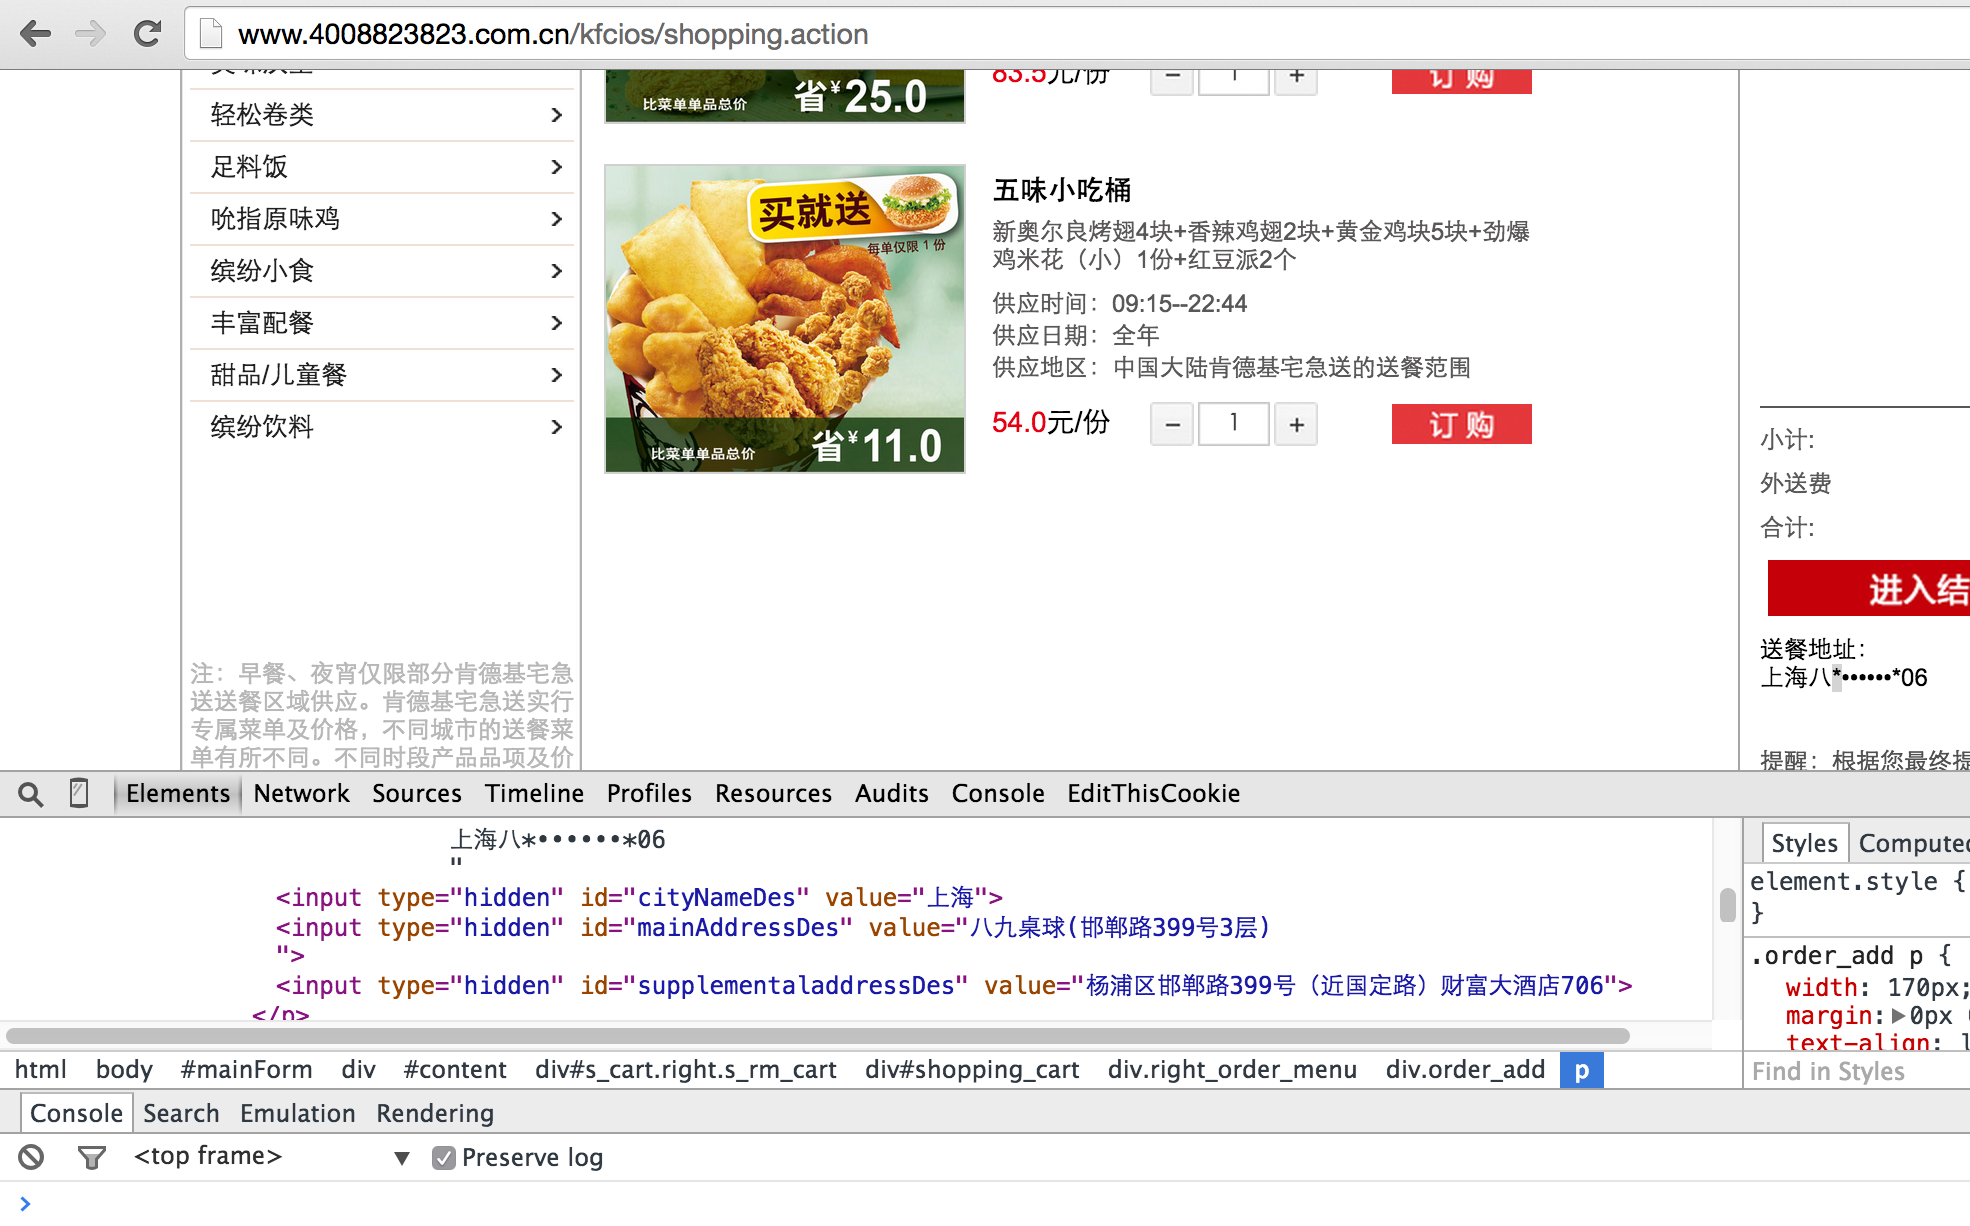 www.4008823823.com.cn/kfcios/shopping.action
轻松卷类
足料饭
吮指原味鸡
缤纷小食
丰富配餐
甜品/儿童餐
缤纷饮料
注：早餐、夜宵仅限部分肯德基宅急
送送餐区域供应。肯德基宅急送实行
专属菜单及价格，不同城市的送餐菜
单有所不同。不同时段产品品项及价
比菜单单品总价 省¥25.0
83.5元/份 − 1 + 订 购
买就送
每单仅限 1 份
比菜单单品总价 省¥11.0
五味小吃桶
新奥尔良烤翅4块+香辣鸡翅2块+黄金鸡块5块+劲爆
鸡米花（小）1份+红豆派2个
供应时间：09:15--22:44
供应日期：全年
供应地区：中国大陆肯德基宅急送的送餐范围
54.0元/份 − 1 + 订 购
小计:
外送费
合计:
进入结
送餐地址：
上海八*••••••*06
提醒：根据您最终提
Elements Network Sources Timeline Profiles Resources Audits Console EditThisCookie
上海八*••••••*06
"
<input type="hidden" id="cityNameDes" value="上海">
<input type="hidden" id="mainAddressDes" value="八九桌球(邯郸路399号3层)
">
<input type="hidden" id="supplementaladdressDes" value="杨浦区邯郸路399号（近国定路）财富大酒店706">
</p>
Styles Computed
element.style {
}
.order_add p {
width: 170px;
margin:▶0px
text-align: l
Find in Styles
html body #mainForm div #content div#s_cart.right.s_rm_cart div#shopping_cart div.right_order_menu div.order_add p
Console Search Emulation Rendering
<top frame> ▼ Preserve log